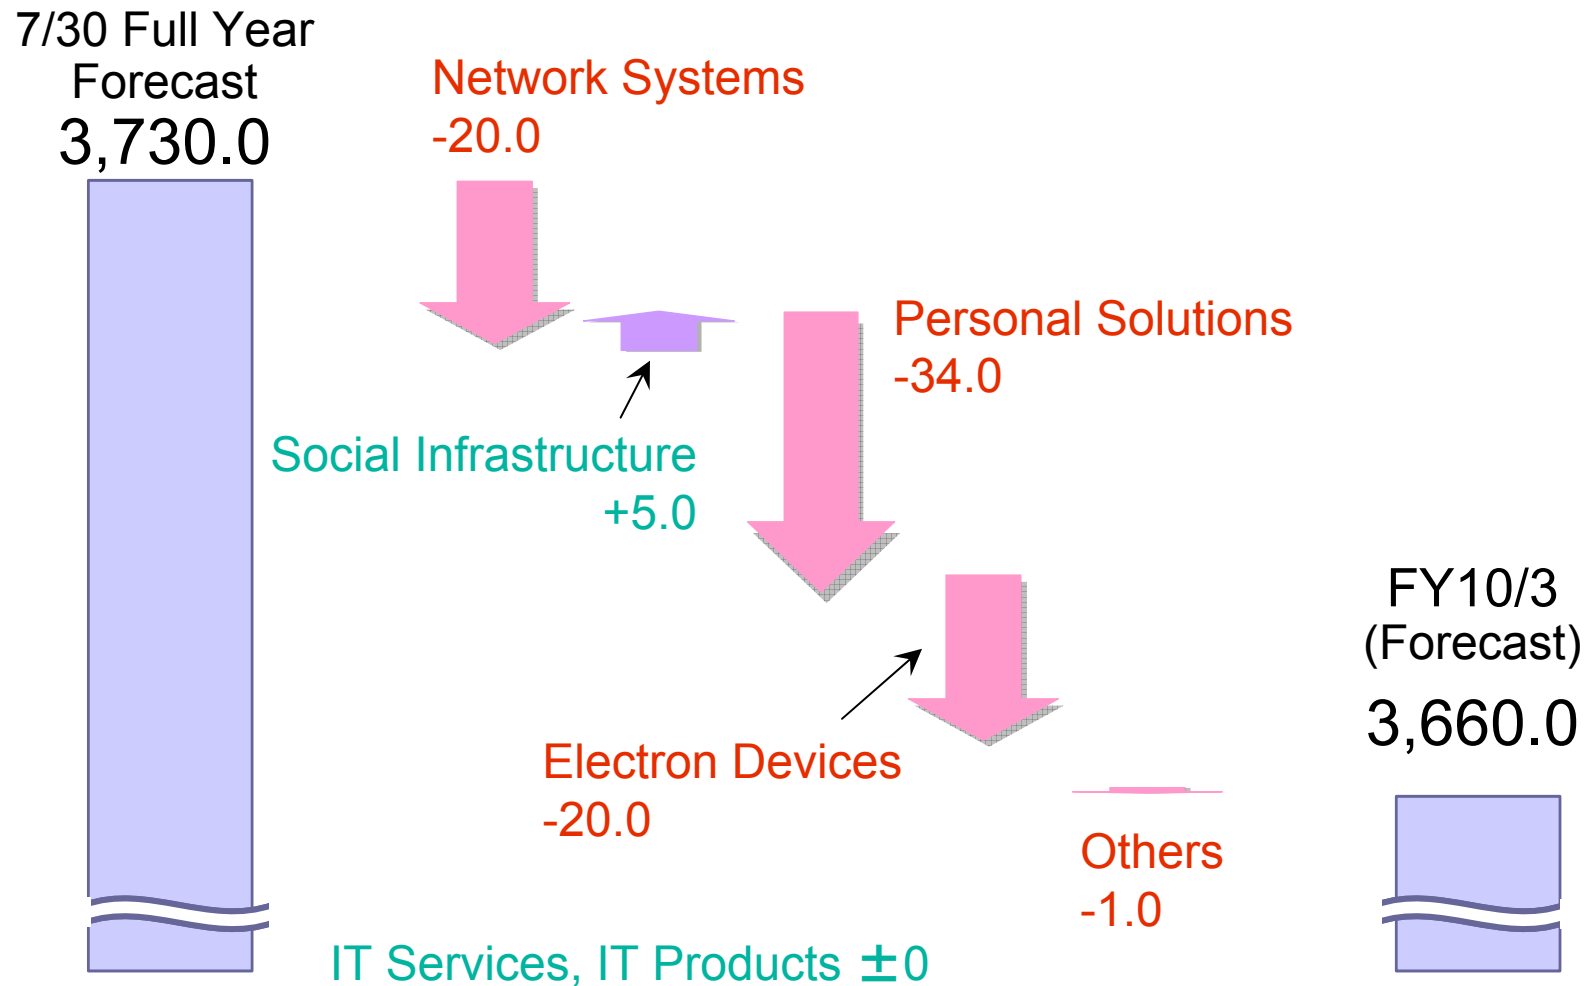 7/30 Full Year
Forecast
3,730.0
Network Systems
-20.0
Social Infrastructure
+5.0
Personal Solutions
-34.0
Electron Devices
-20.0
Others
-1.0
FY10/3
(Forecast)
3,660.0
IT Services, IT Products ±0